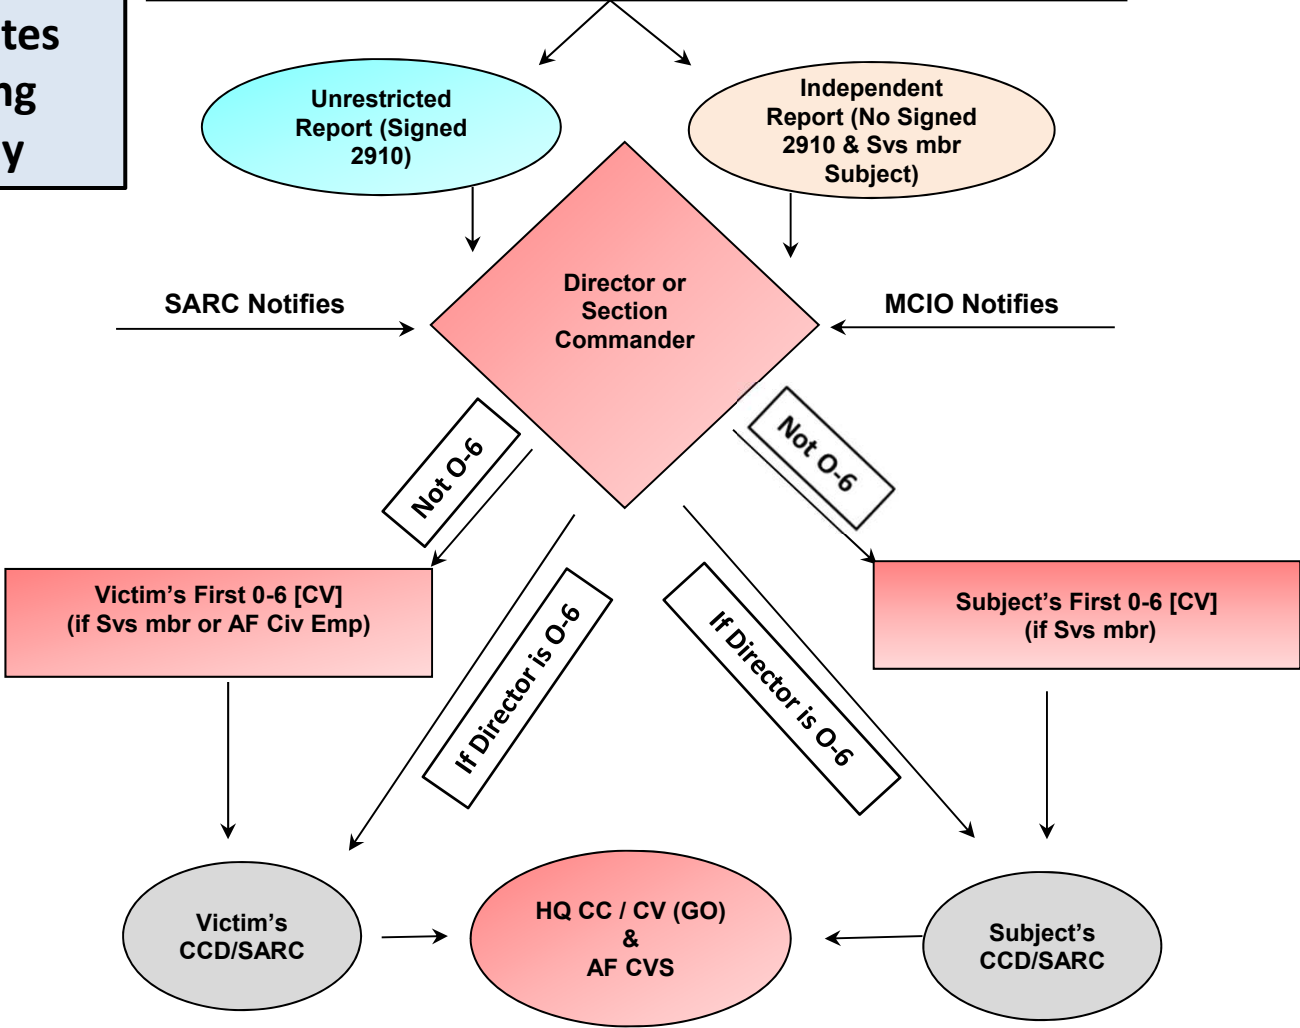 Unrestricted
Report (Signed
2910)
Independent
Report (No Signed
2910 & Svs mbr
Subject)
SARC Notifies
Director or
Section
Commander
MCIO Notifies
Not O-6
Not O-6
Victim's First 0-6 [CV]
(if Svs mbr or AF Civ Emp)
If Director is O-6
If Director is O-6
Subject's First 0-6 [CV]
(if Svs mbr)
Victim's
CCD/SARC
HQ CC / CV (GO)
&
AF CVS
Subject's
CCD/SARC